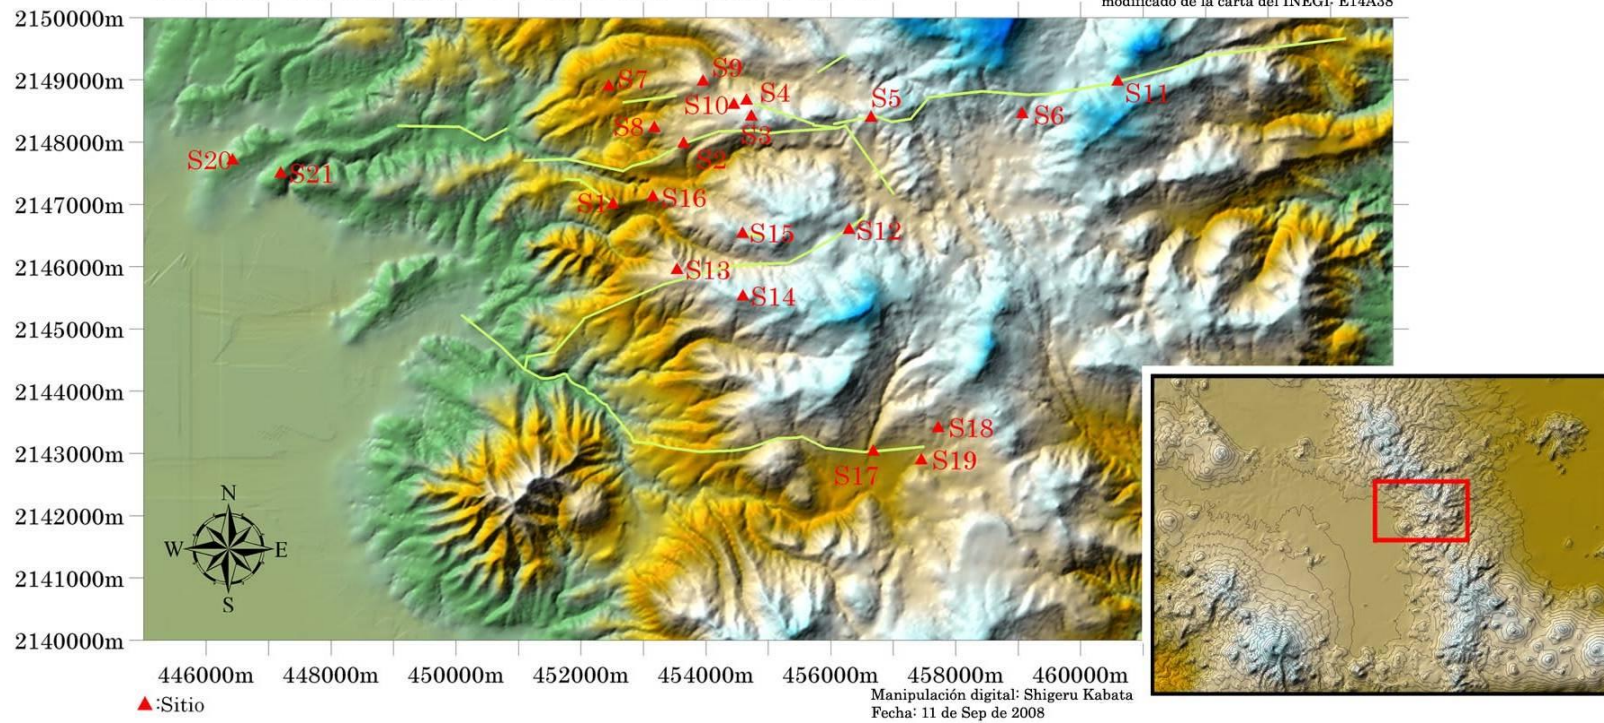 modificado de la carta del INEGI: E14A38
2150000m
2149000m
2148000m
2147000m
2146000m
2145000m
2144000m
2143000m
2142000m
2141000m
2140000m
S7
S9
S10
S4
S5
S11
S6
S8
S3
S2
S20
S21
S1
S16
S15
S12
S13
S14
S18
S17
S19
N
W
E
S
446000m
448000m
450000m
452000m
454000m
456000m
458000m
460000m
▲:Sitio
Manipulación digital: Shigeru Kabata
Fecha: 11 de Sep de 2008